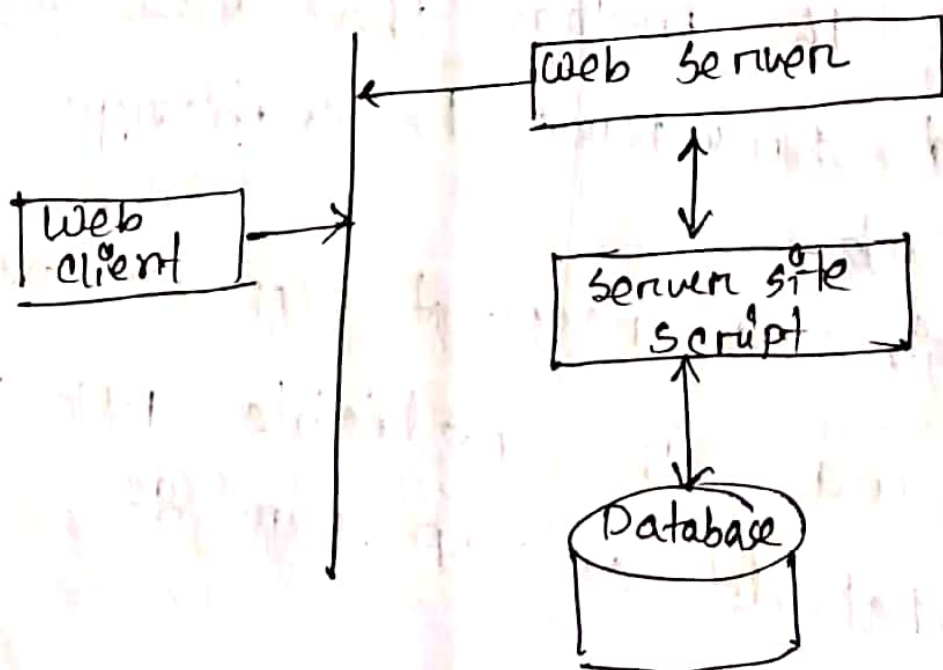 Web Server
Web
client
Server site
Script
Database